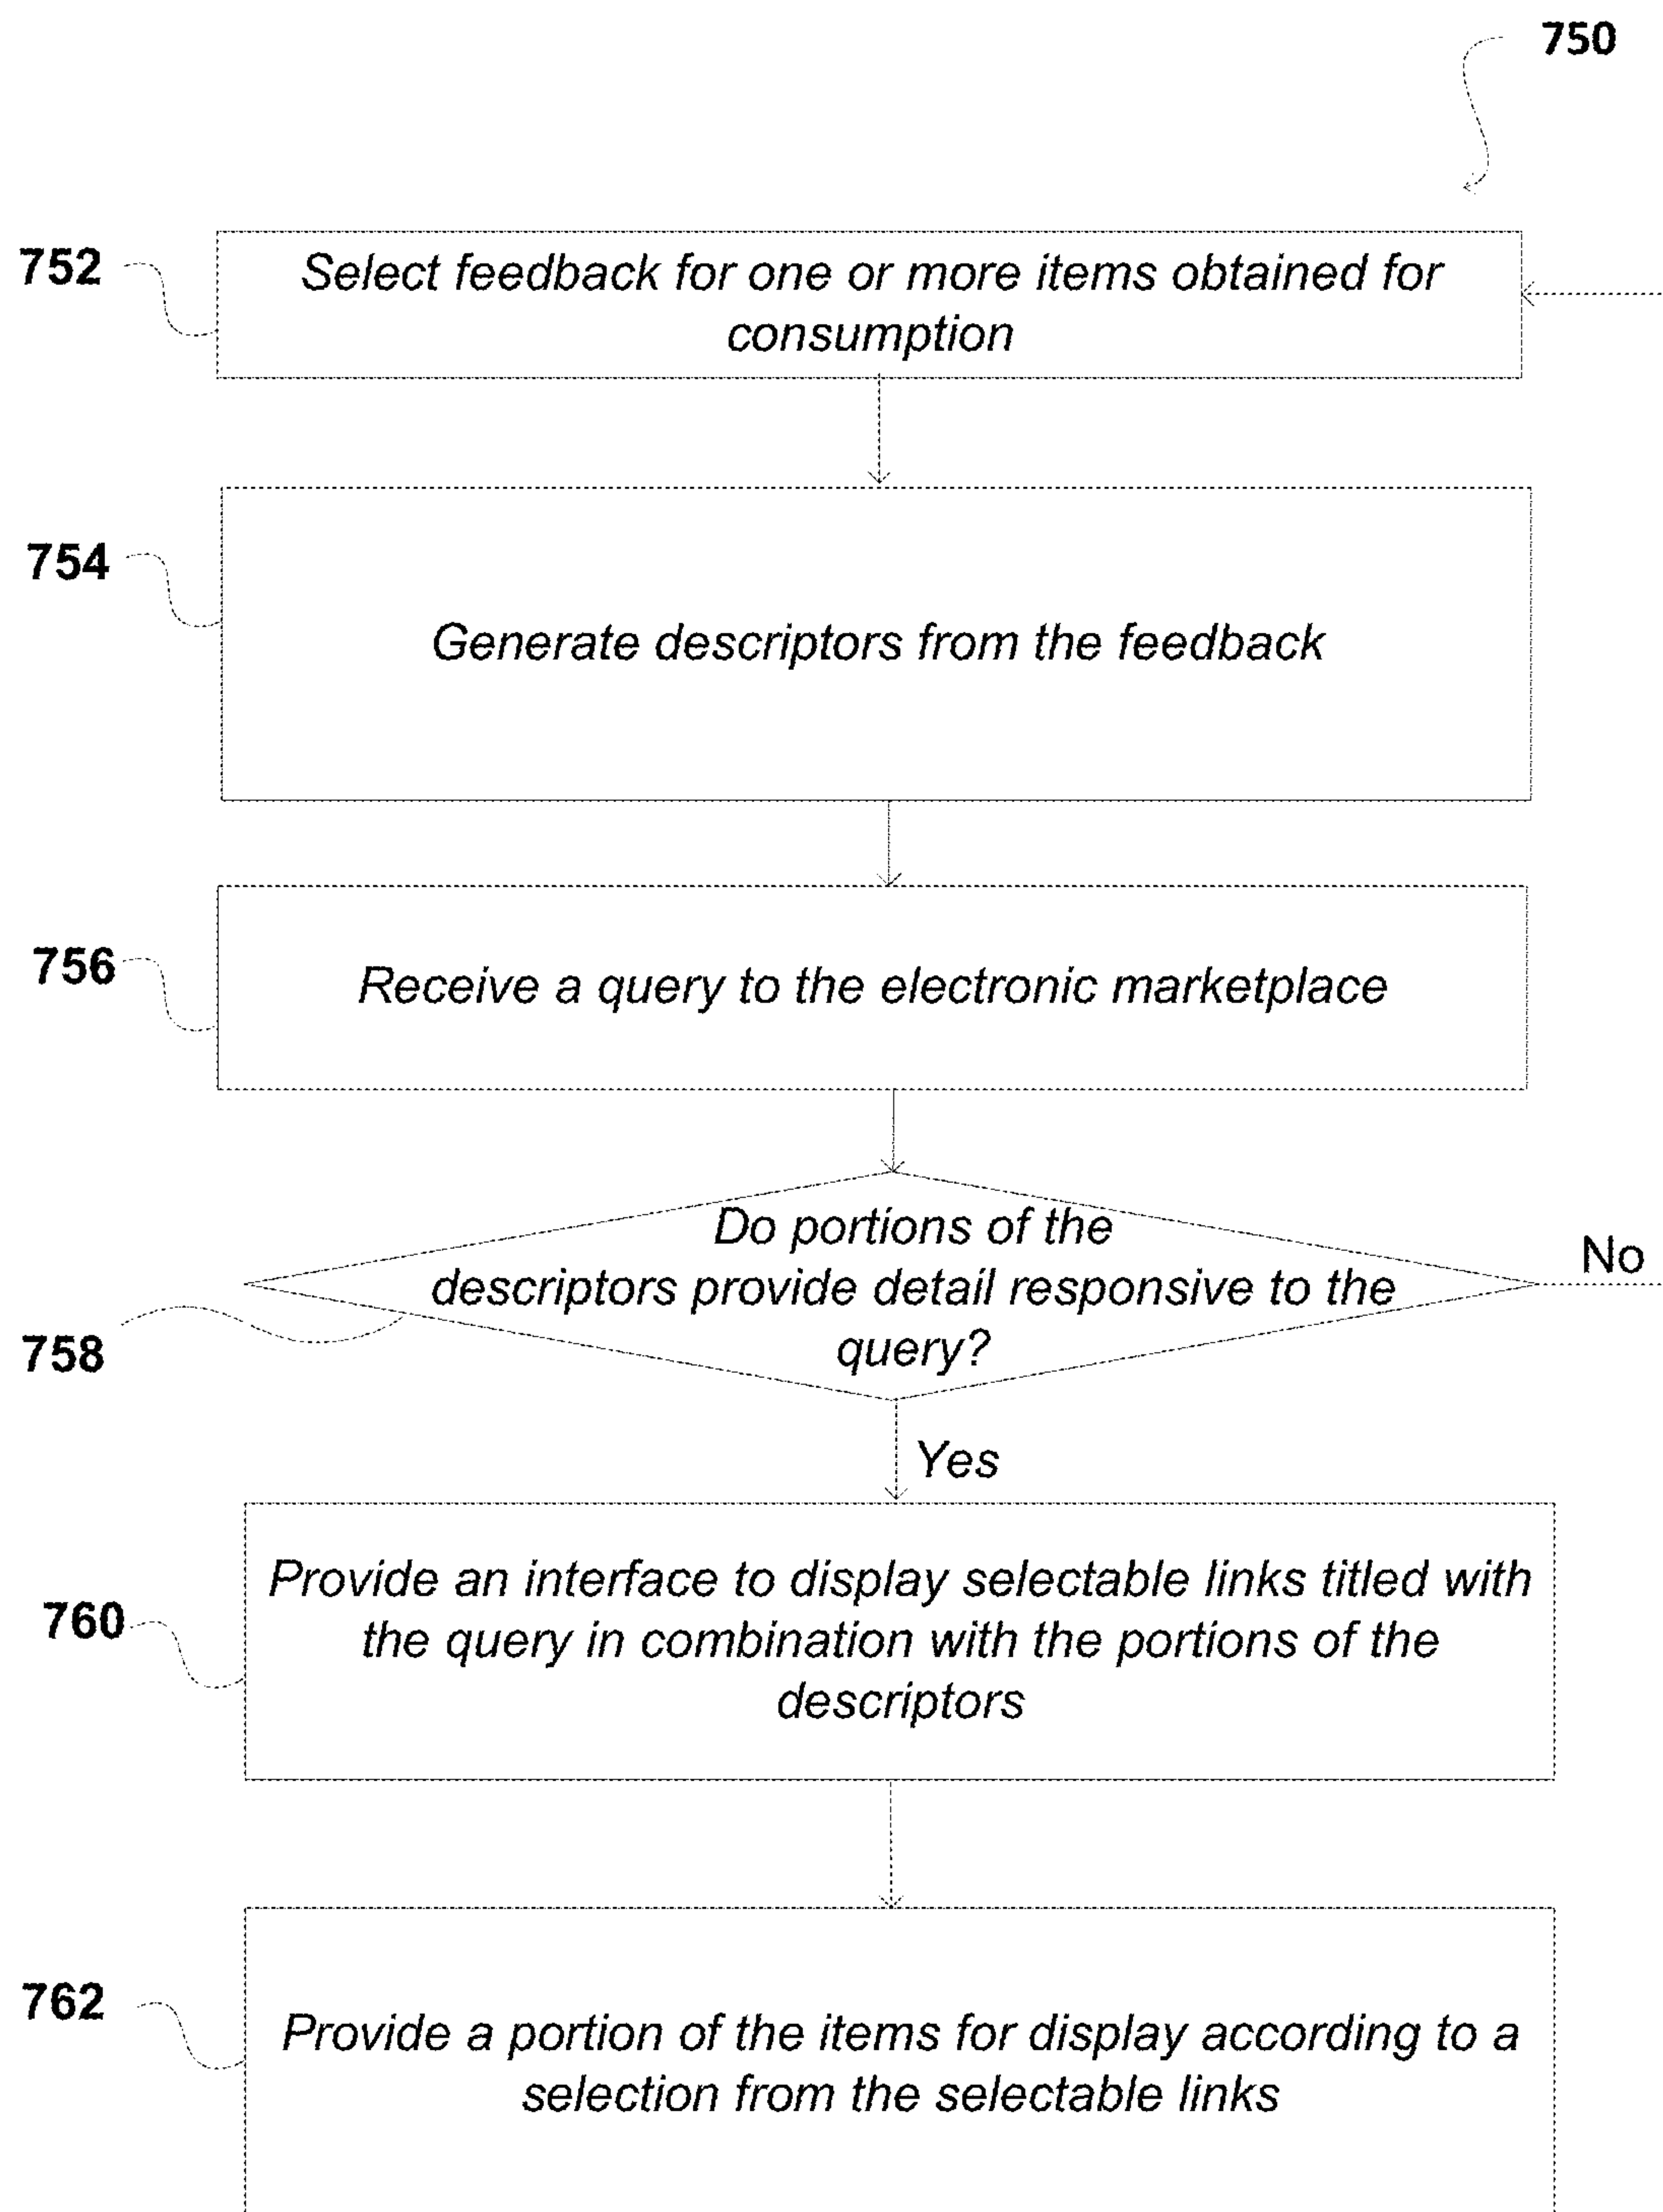 750
752
Select feedback for one or more items obtained for
consumption
754
Generate descriptors from the feedback
756
Receive a query to the electronic marketplace
Do portions of the
descriptors provide detail responsive to the
query?
No
758
Yes
760
Provide an interface to display selectable links titled with
the query in combination with the portions of the
descriptors
762
Provide a portion of the items for display according to a
selection from the selectable links